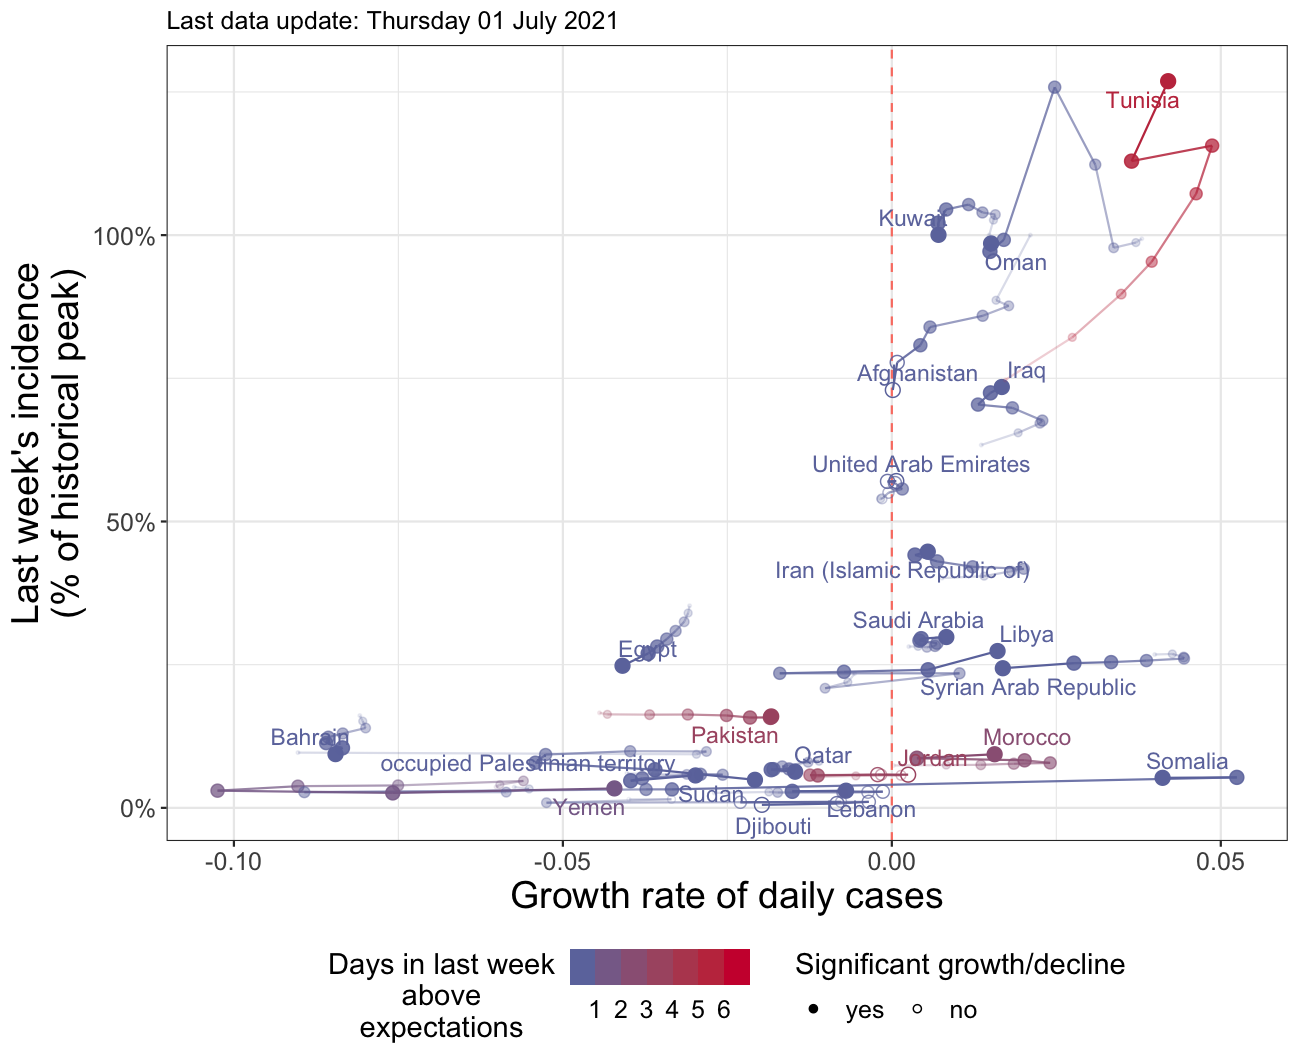 Last data update: Thursday 01 July 2021
Last week's incidence
(% of historical peak)
100%
50%
0%
Tunisia
Kuwait
Oman
Afghanistan
Iraq
United Arab Emirates
Iran (Islamic Republic of)
Saudi Arabia
Libya
Egypt
Syrian Arab Republic
Pakistan
Bahrain
Morocco
Jordan
Qatar
Somalia
occupied Palestinian territory
Sudan
Yemen
Lebanon
Djibouti
-0.10
-0.05
0.00
0.05
Growth rate of daily cases
Days in last week
above
expectations
1 2 3 4 5 6
Significant growth/decline
yes no